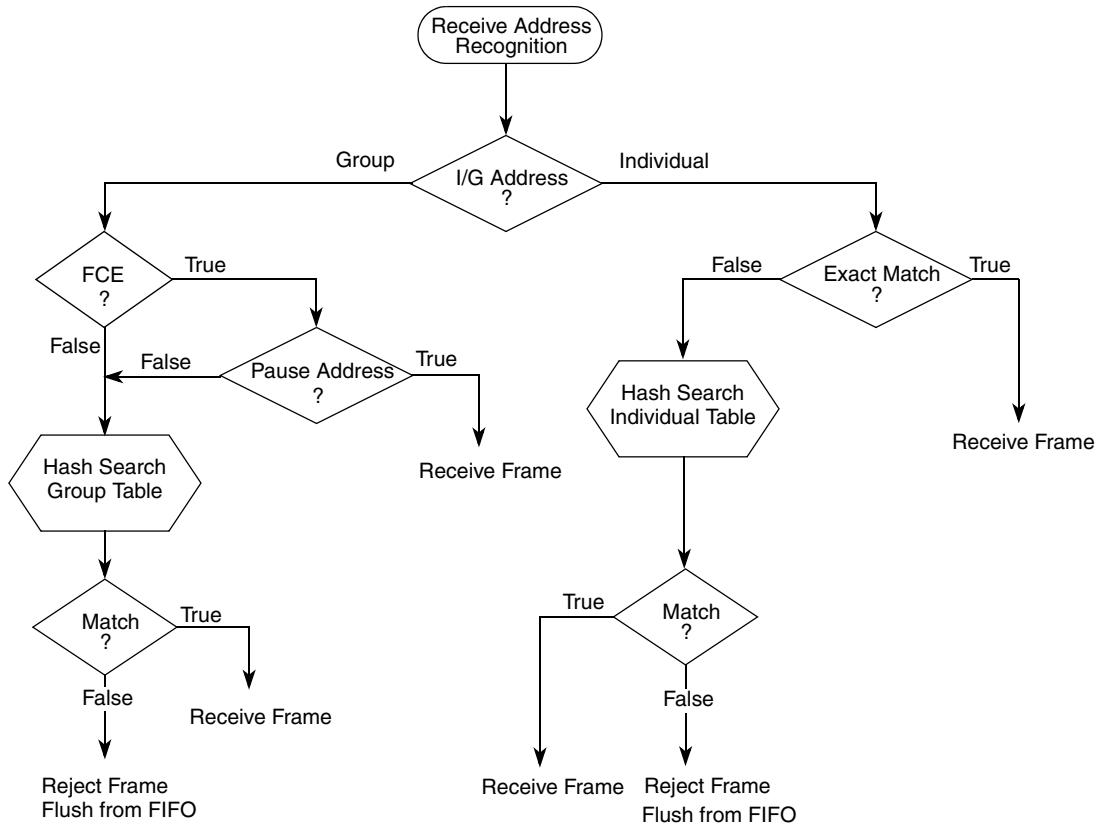 Receive Address
Recognition
Group
I/G Address
?
Individual
FCE
?
True
False
Exact Match
?
True
False
False
Pause Address
?
True
Hash Search
Individual Table
Receive Frame
Hash Search
Group Table
Receive Frame
Match
?
True
True
Match
?
False
Receive Frame
False
Reject Frame
Flush from FIFO
Receive Frame
Reject Frame
Flush from FIFO